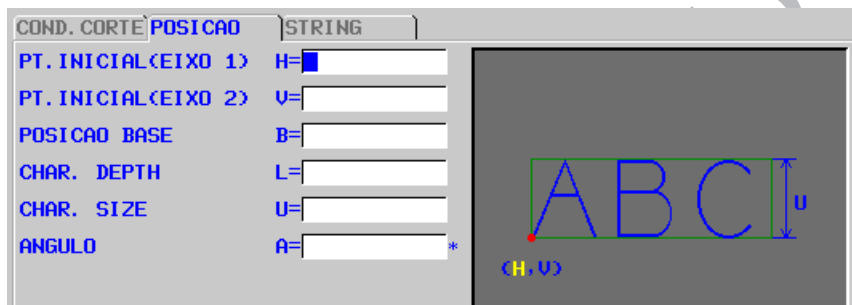 COND. CORTE POSICAO STRING
PT. INICIAL(EIXO 1) H=
PT. INICIAL(EIXO 2) V=
POSICAO BASE B=
CHAR. DEPTH L=
CHAR. SIZE U=
ANGULO A= *
ABC
U
(H,V)